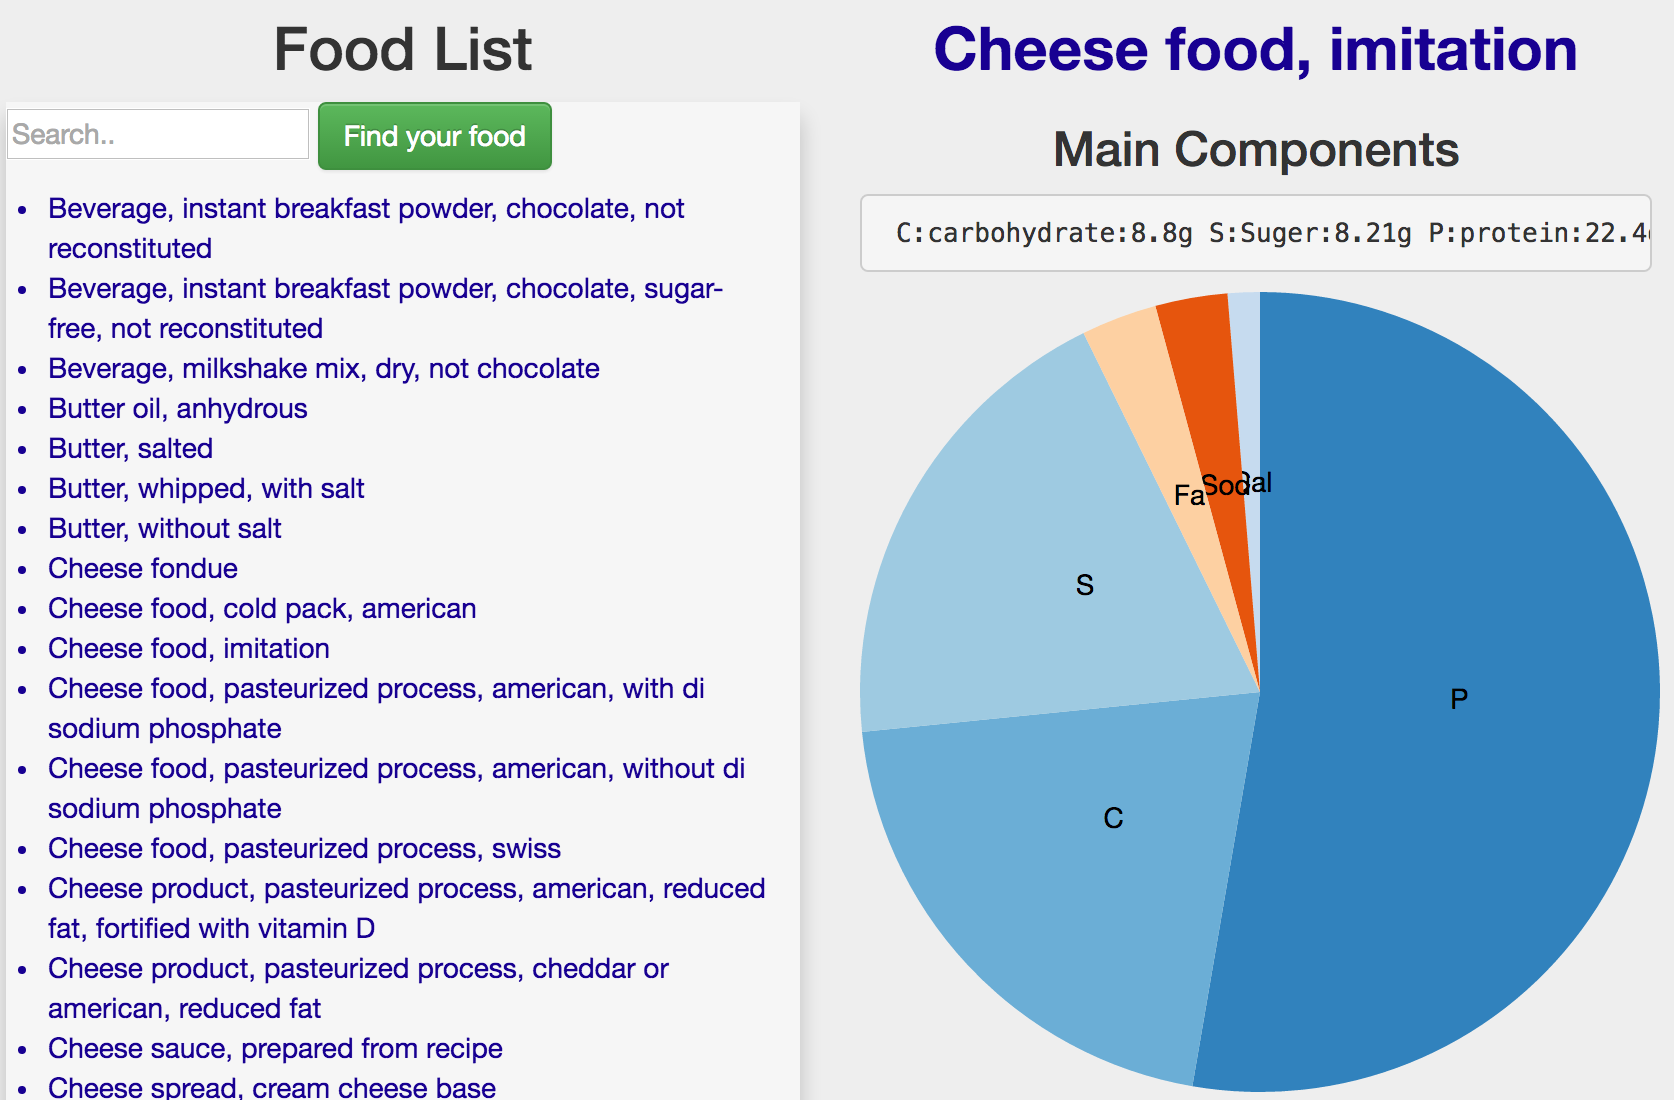 Food List
Search..
Find your food
Beverage, instant breakfast powder, chocolate, not
reconstituted
Beverage, instant breakfast powder, chocolate, sugar-
free, not reconstituted
Beverage, milkshake mix, dry, not chocolate
Butter oil, anhydrous
Butter, salted
Butter, whipped, with salt
Butter, without salt
Cheese fondue
Cheese food, cold pack, american
Cheese food, imitation
Cheese food, pasteurized process, american, with di
sodium phosphate
Cheese food, pasteurized process, american, without di
sodium phosphate
Cheese food, pasteurized process, swiss
Cheese product, pasteurized process, american, reduced
fat, fortified with vitamin D
Cheese product, pasteurized process, cheddar or
american, reduced fat
Cheese sauce, prepared from recipe
Cheese spread, cream cheese base
Cheese food, imitation
Main Components
C:carbohydrate:8.8g S:Suger:8.21g P:protein:22.4
Fa
Sod
S
P
C